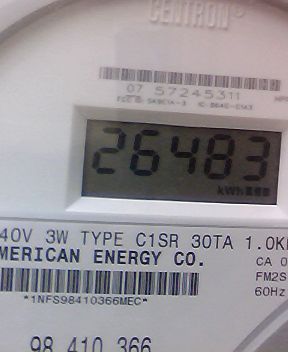 CENTRON®
07 57245311
26483
kWh
40V 3W TYPE C1SR 30TA 1.0K
MERICAN ENERGY CO.
CA 0
FM2S
60Hz
*1NFS98410366MEC*
98 410 366